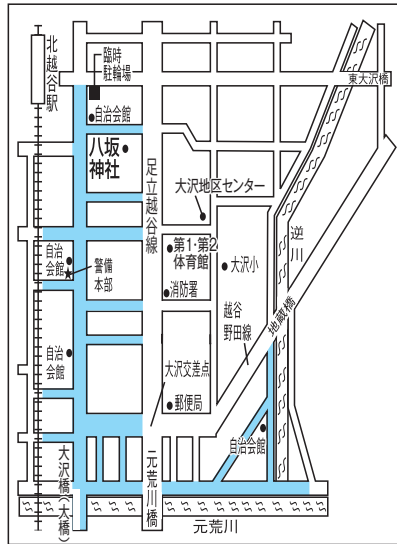 北越谷駅
臨時
駐輪場
自治会館
東大沢橋
八坂
神社
足立越谷線
大沢地区センター
逆川
自治
会館
警備
本部
第1・第2
体育館
大沢小
消防署
越谷
野田線
地蔵橋
自治
会館
大沢交差点
郵便局
自治会館
大沢橋(大橋)
元荒川橋
元荒川